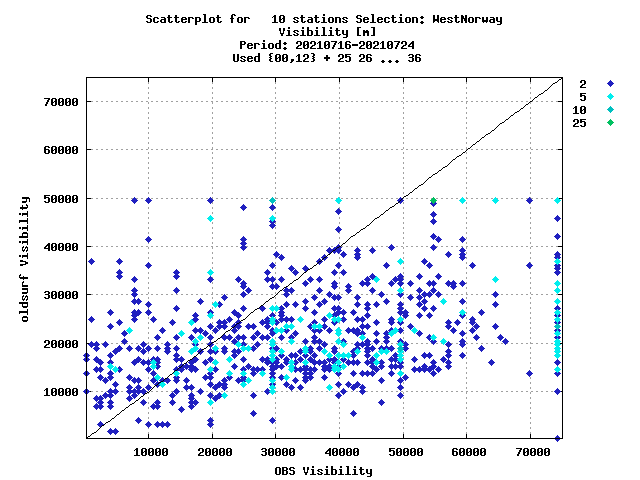 Scatterplot for   10 stations Selection: WestNorway
Visibility [m]
Period: 20210716-20210724
Used {00,12} + 25 26 ... 36
2
5
10
25
70000
60000
50000
40000
30000
20000
10000
oldsurf Visibility
10000 20000 30000 40000 50000 60000 70000
OBS Visibility